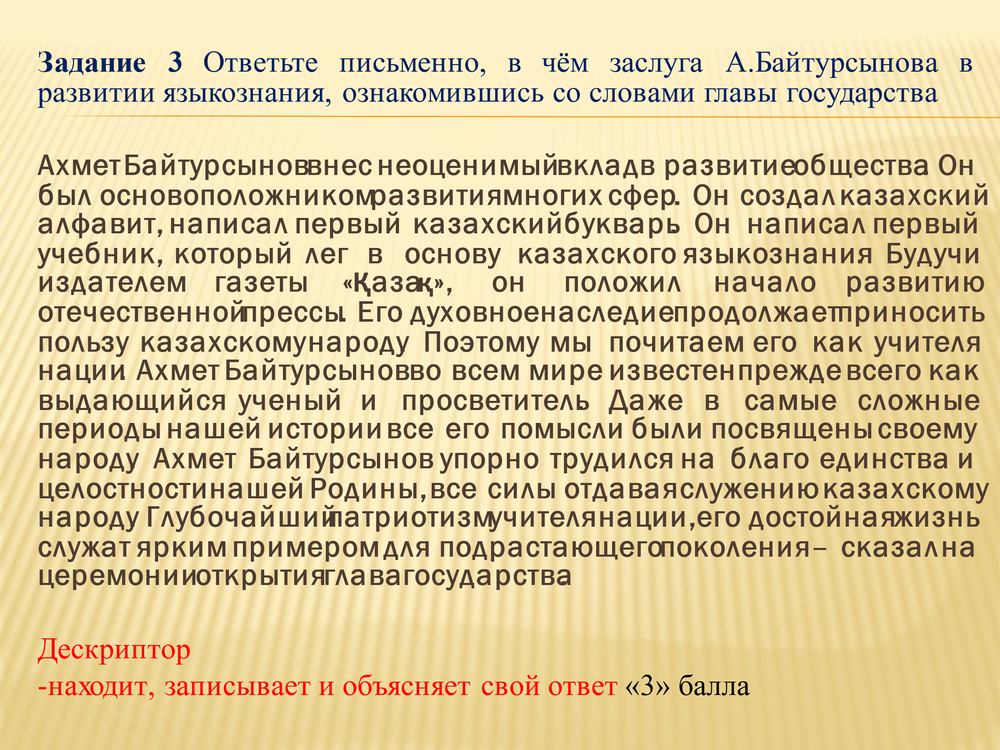 Задание 3 Ответьте письменно, в чём заслуга А.Байтурсынова в
развитии языкознания, ознакомившись со словами главы государства
Ахмет Байтурсынов внес неоценимый вклад в развитие общества. Он
был основоположником развития многих сфер. Он создал казахский
алфавит, написал первый казахский букварь. Он написал первый
учебник, который лег в основу казахского языкознания. Будучи
издателем газеты «Қазақ», он положил начало развитию
отечественной прессы. Его духовное наследие продолжает приносить
пользу казахскому народу. Поэтому мы почитаем его как учителя
нации. Ахмет Байтурсынов во всем мире известен прежде всего как
выдающийся ученый и просветитель. Даже в самые сложные
периоды нашей истории все его помысли были посвящены своему
народу. Ахмет Байтурсынов упорно трудился на благо единства и
целостности нашей Родины, все силы отдавая служению казахскому
народу. Глубочайший патриотизм учителя нации, его достойная жизнь
служат ярким примером для подрастающего поколения – сказал на
церемонии открытия глава государства.
Дескриптор
-находит, записывает и объясняет свой ответ «3» балла